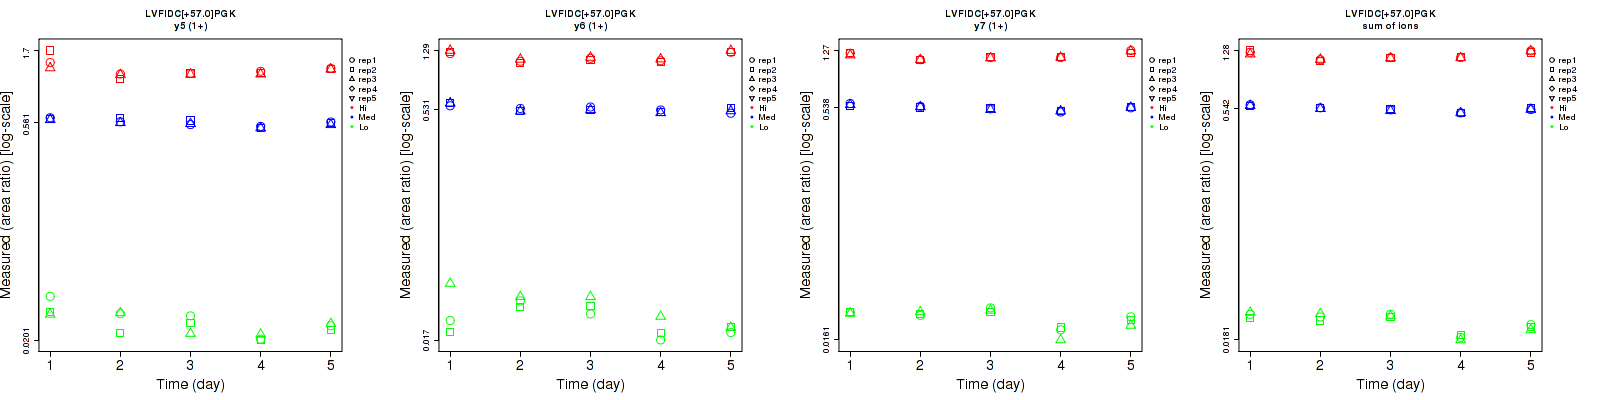 LVFIDC[+57.0]PGK
y5 (1+)
Measured (area ratio) [log-scale]
1.7
0.561
0.0201
1 2 3 4 5
Time (day)
rep1
rep2
rep3
rep4
rep5
Hi
Med
Lo
LVFIDC[+57.0]PGK
y6 (1+)
Measured (area ratio) [log-scale]
1.29
0.531
0.017
1 2 3 4 5
Time (day)
rep1
rep2
rep3
rep4
rep5
Hi
Med
Lo
LVFIDC[+57.0]PGK
y7 (1+)
Measured (area ratio) [log-scale]
1.27
0.538
0.0161
1 2 3 4 5
Time (day)
rep1
rep2
rep3
rep4
rep5
Hi
Med
Lo
LVFIDC[+57.0]PGK
sum of ions
Measured (area ratio) [log-scale]
1.28
0.542
0.0181
1 2 3 4 5
Time (day)
rep1
rep2
rep3
rep4
rep5
Hi
Med
Lo